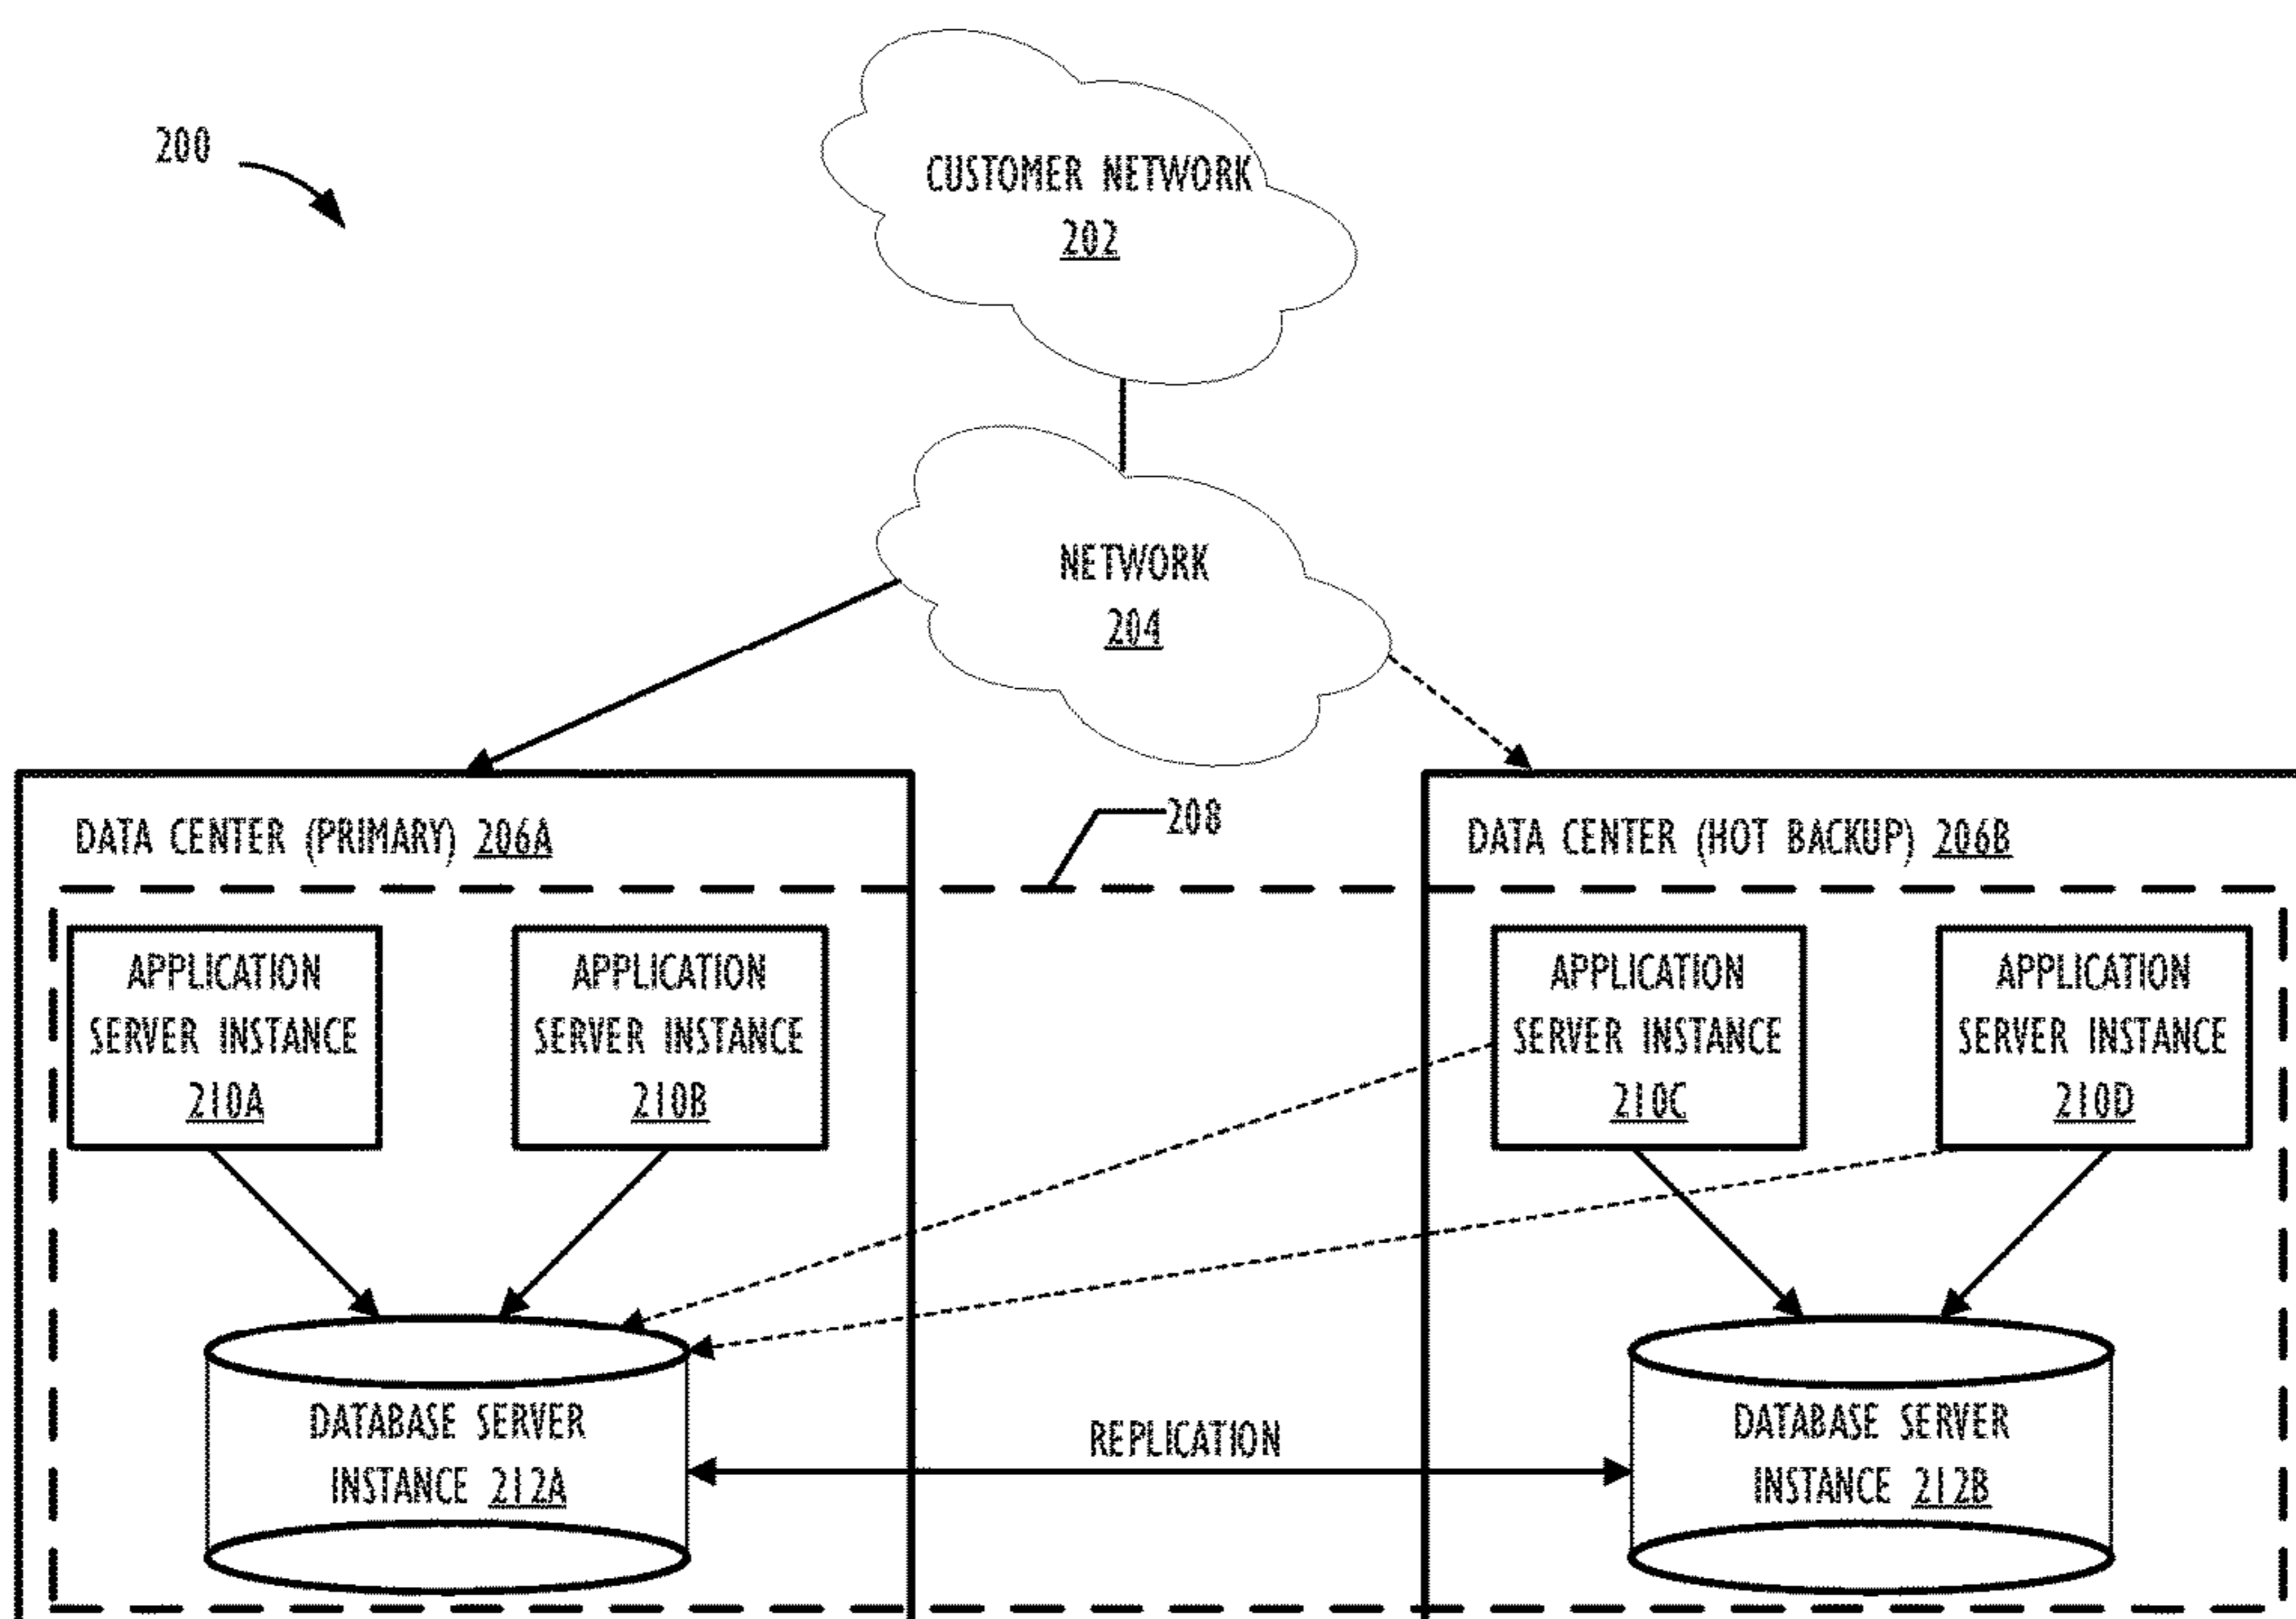 200
CUSTOMER NETWORK
202
NETWORK
204
DATA CENTER (PRIMARY) 206A
208
DATA CENTER (HOT BACKUP) 206B
APPLICATION
SERVER INSTANCE
210A
APPLICATION
SERVER INSTANCE
210B
APPLICATION
SERVER INSTANCE
210C
APPLICATION
SERVER INSTANCE
210D
DATABASE SERVER
INSTANCE 212A
REPLICATION
DATABASE SERVER
INSTANCE 212B